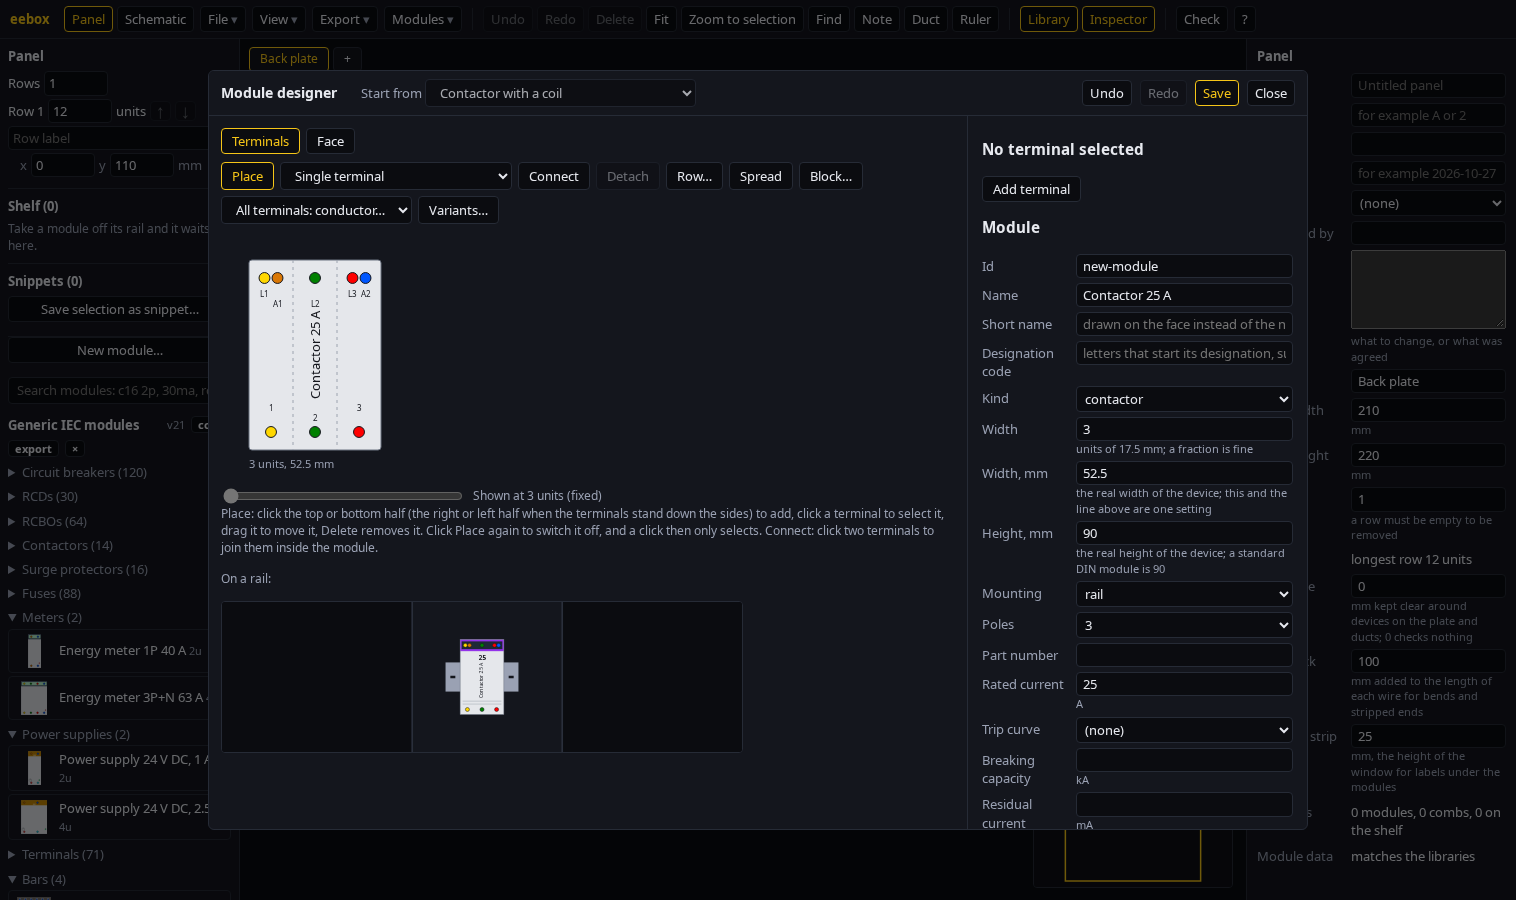 eebox Panel Schematic File ▾ View ▾ Export ▾ Modules ▾ Undo Redo Delete Fit Zoom to selection Find Note Duct Ruler Library Inspector Check ?
Panel
Rows 1
Row 1 12 units ↑ ↓
Row label
x 0 y 110 mm
Shelf (0)
Take a module off its rail and it waits
here.
Snippets (0)
Save selection as snippet...
New module...
Search modules: c16 2p, 30ma, r
Generic IEC modules v21
export ×
Circuit breakers (120)
RCDs (30)
RCBOs (64)
Contactors (14)
Surge protectors (16)
Fuses (88)
Meters (2)
Energy meter 1P 40 A 2u
Energy meter 3P+N 63 A
Power supplies (2)
Power supply 24 V DC, 1 A
2u
Power supply 24 V DC, 2.5
4u
Terminals (71)
Bars (4)
Back plate +
Module designer Start from Contactor with a coil Undo Redo Save Close
Terminals Face
Place Single terminal Connect Detach Row... Spread Block...
All terminals: conductor... Variants...
L1 L3 A2
A1 L2
Contactor 25 A
1 3
2
3 units, 52.5 mm
Shown at 3 units (fixed)
Place: click the top or bottom half (the right or left half when the terminals stand down the sides) to add, click a terminal to select it,
drag it to move it, Delete removes it. Click Place again to switch it off, and a click then only selects. Connect: click two terminals to
join them inside the module.
On a rail:
25
Contactor 25 A
No terminal selected
Add terminal
Module
Id new-module
Name Contactor 25 A
Short name drawn on the face instead of the n
Designation code letters that start its designation, su
Kind contactor
Width 3
units of 17.5 mm; a fraction is fine
Width, mm 52.5
the real width of the device; this and the
line above are one setting
Height, mm 90
the real height of the device; a standard
DIN module is 90
Mounting rail
Poles 3
Part number
Rated current 25
A
Trip curve (none)
Breaking capacity
kA
Residual current
mA
Panel
Untitled panel
for example A or 2
for example 2026-10-27
(none)
d by
what to change, or what was
agreed
Back plate
210
mm
220
mm
1
a row must be empty to be
removed
longest row 12 units
0
mm kept clear around
devices on the plate and
ducts; 0 checks nothing
100
mm added to the length of
each wire for bends and
stripped ends
strip 25
mm, the height of the
window for labels under the
modules
0 modules, 0 combs, 0 on
the shelf
Module data matches the libraries